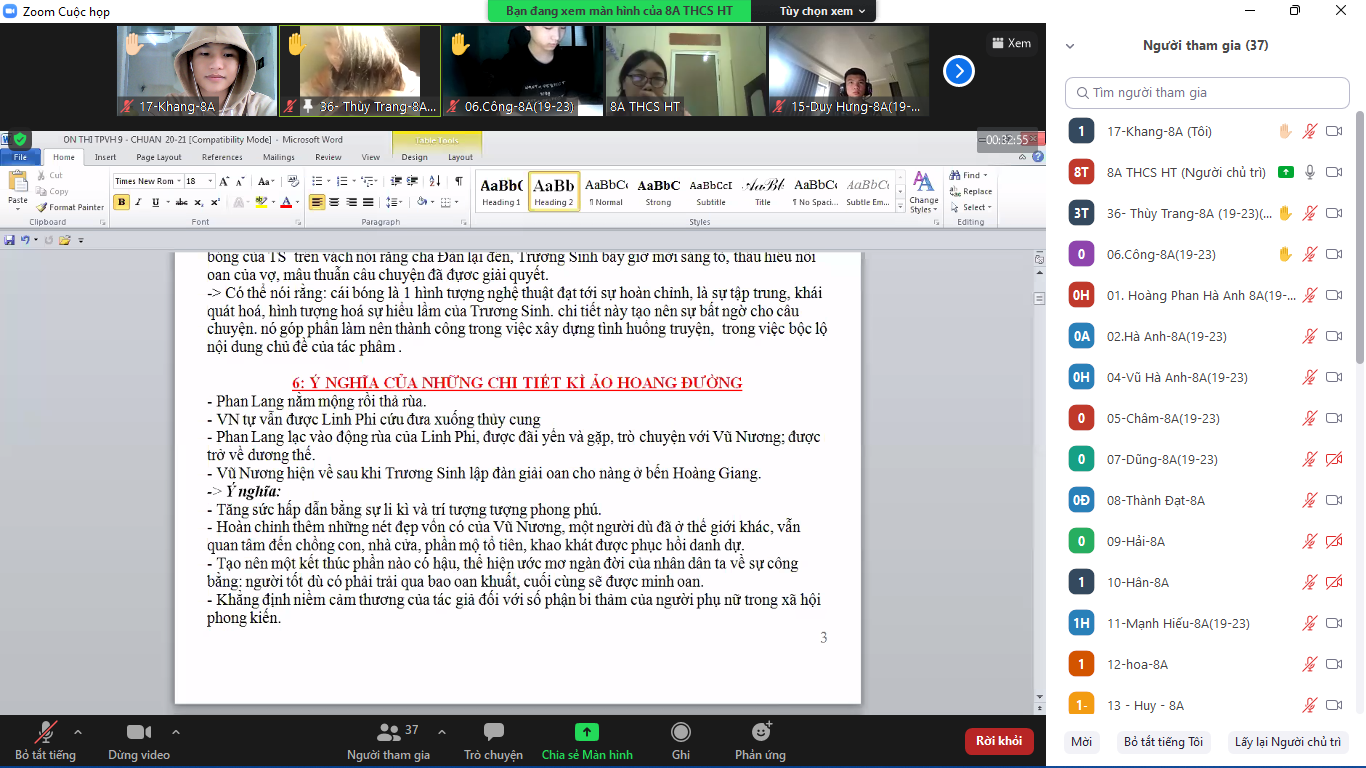 Zoom Cuộc họp
Bạn đang xem màn hình của 8A THCS HT
Tùy chọn xem
17-Khang-8A
36- Thùy Trang-8A...
06.Công-8A(19-23)
8A THCS HT
15-Duy Hưng-8A(19-...
Xem
ON THI TPVH 9 - CHUAN 20-21 [Compatibility Mode] - Microsoft Word
Table Tools
00:32:55
File Home Insert Page Layout References Mailings Review View Design Layout
Paste
Cut
Copy
Format Painter
Clipboard
Times New Rom 18
Font
Paragraph
AaBb( Heading 1
AaBb Heading 2
AaBbCc ¶ Normal
AaBbC Strong
AaBbCcI Subtitle
AaBb Title
AaBbCc ¶ No Spaci...
AaBbCc Subtle Em...
Styles
Change Styles
Find
Replace
Select
Editing
bóng của TS trên vách nói rằng cha Đản lại đến, Trương Sinh bây giờ mới sáng tỏ, thấu hiểu nỗi
oan của vợ, mâu thuẫn câu chuyện đã được giải quyết.
-> Có thể nói rằng: cái bóng là 1 hình tượng nghệ thuật đạt tới sự hoàn chỉnh, là sự tập trung, khái
quát hoá, hình tượng hoá sự hiểu lầm của Trương Sinh. chi tiết này tạo nên sự bất ngờ cho câu
chuyện. nó góp phần làm nên thành công trong việc xây dựng tình huống truyện, trong việc bộc lộ
nội dung chủ đề của tác phẩm .
6: Ý NGHĨA CỦA NHỮNG CHI TIẾT KÌ ẢO HOANG ĐƯỜNG
- Phan Lang nằm mộng rồi thả rùa.
- VN tự vẫn được Linh Phi cứu đưa xuống thủy cung
- Phan Lang lạc vào động rùa của Linh Phi, được đãi yến và gặp, trò chuyện với Vũ Nương; được
trở về dương thế.
- Vũ Nương hiện về sau khi Trương Sinh lập đàn giải oan cho nàng ở bến Hoàng Giang.
-> Ý nghĩa:
- Tăng sức hấp dẫn bằng sự li kì và trí tượng tượng phong phú.
- Hoàn chỉnh thêm những nét đẹp vốn có của Vũ Nương, một người dù đã ở thế giới khác, vẫn
quan tâm đến chồng con, nhà cửa, phần mộ tổ tiên, khao khát được phục hồi danh dự.
- Tạo nên một kết thúc phần nào có hậu, thể hiện ước mơ ngàn đời của nhân dân ta về sự công
bằng: người tốt dù có phải trải qua bao oan khuất, cuối cùng sẽ được minh oan.
- Khẳng định niềm cảm thương của tác giả đối với số phận bi thảm của người phụ nữ trong xã hội
phong kiến.
3
Bỏ tắt tiếng
Dừng video
37
Người tham gia
Trò chuyện
Chia sẻ Màn hình
Ghi
Phản ứng
Rời khỏi
Người tham gia (37)
Tìm người tham gia
1 17-Khang-8A (Tôi)
8T 8A THCS HT (Người chủ trì)
3T 36- Thùy Trang-8A (19-23)(...
0 06.Công-8A(19-23)
0H 01. Hoàng Phan Hà Anh 8A(19-...
0A 02.Hà Anh-8A(19-23)
0H 04-Vũ Hà Anh-8A(19-23)
0 05-Châm-8A(19-23)
0 07-Dũng-8A(19-23)
0Đ 08-Thành Đạt-8A
0 09-Hải-8A
1 10-Hân-8A
1H 11-Mạnh Hiếu-8A(19-23)
1 12-hoa-8A
1- 13 - Huy - 8A
Mời
Bỏ tắt tiếng Tôi
Lấy lại Người chủ trì